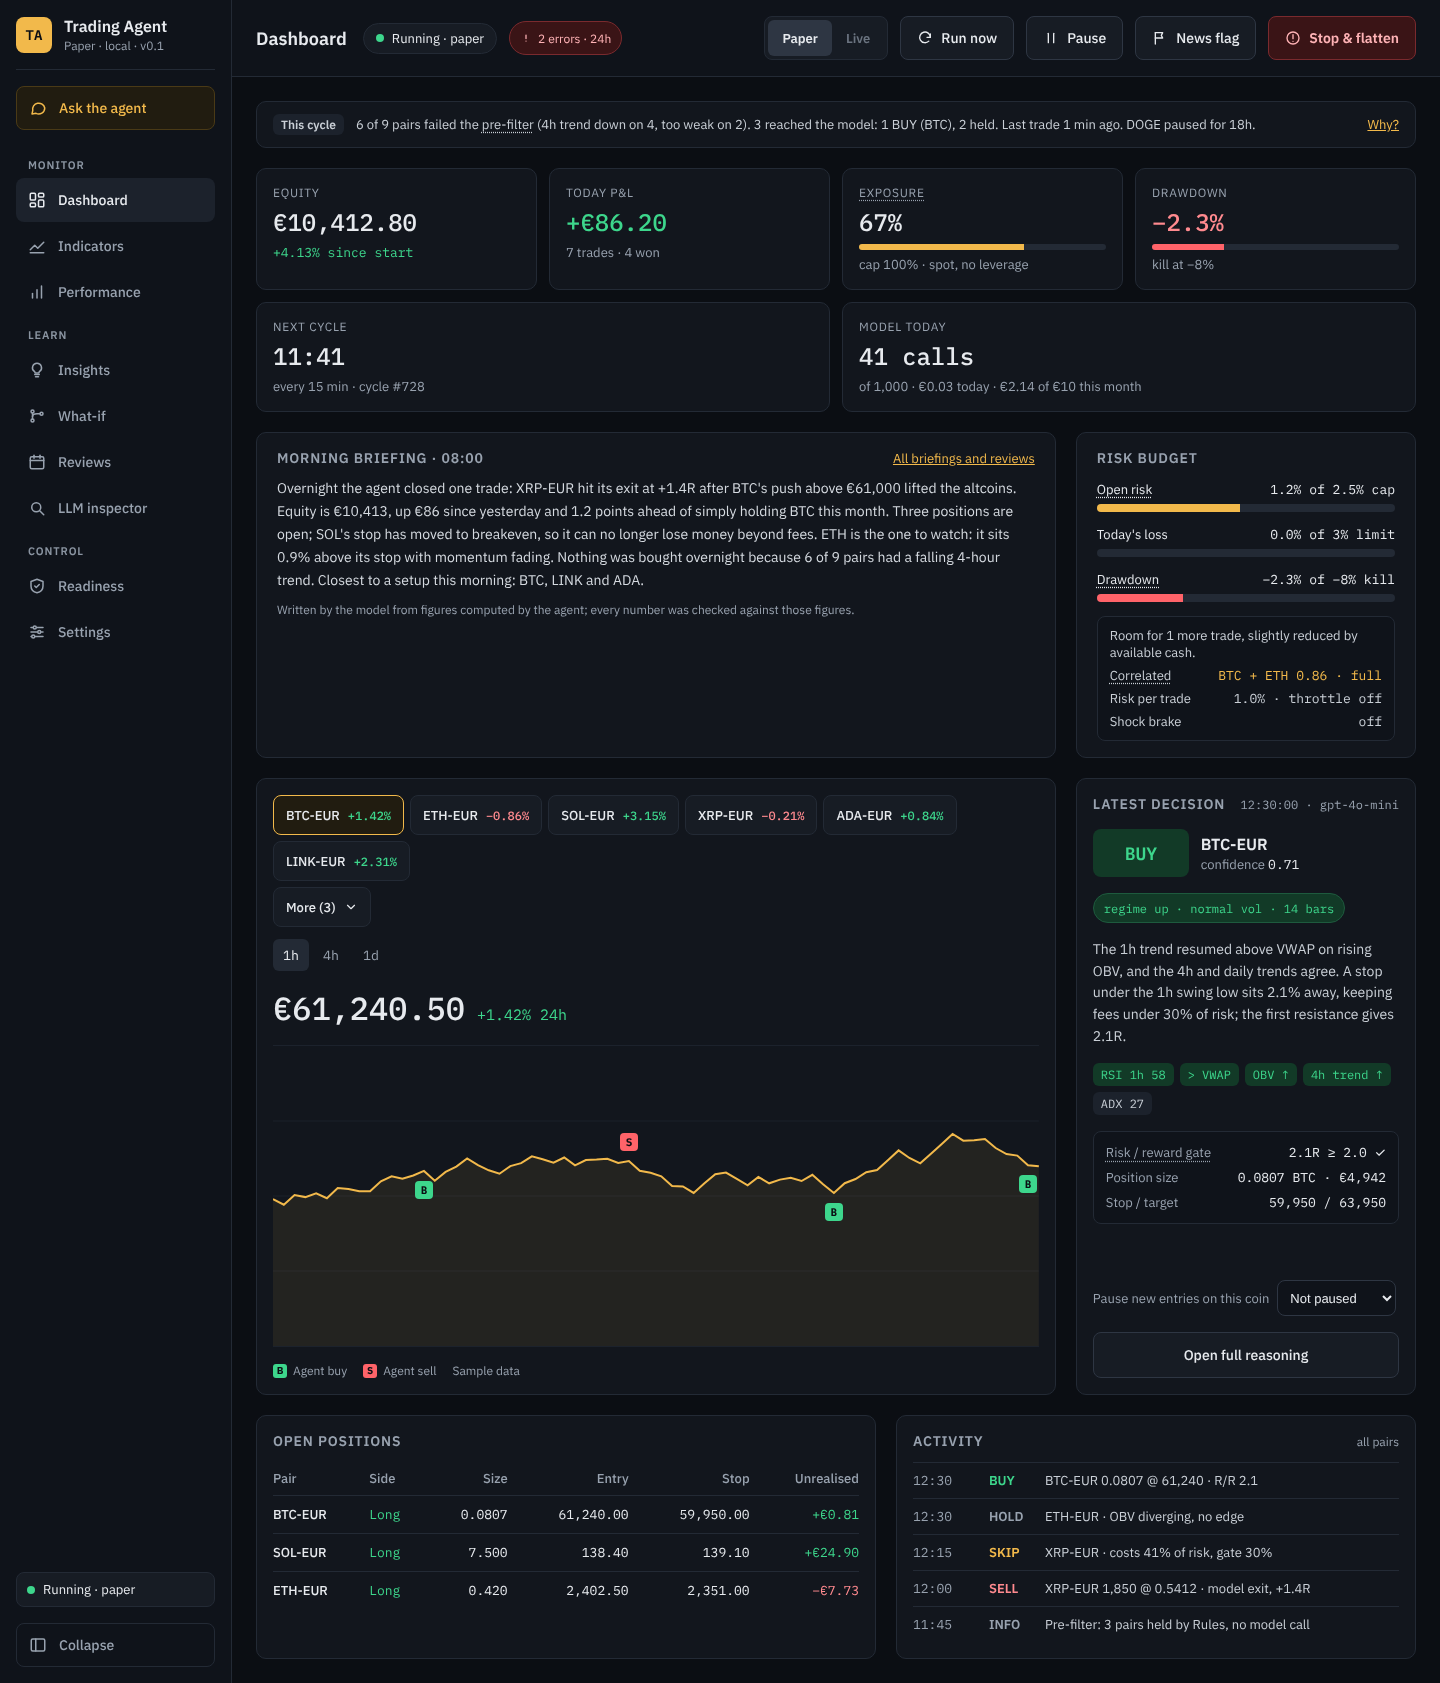 TA
Trading Agent
Paper · local · v0.1
Ask the agent
MONITOR
Dashboard
Indicators
Performance
LEARN
Insights
What-if
Reviews
LLM inspector
CONTROL
Readiness
Settings
Running · paper
Collapse
Dashboard
Running · paper
! 2 errors · 24h
Paper Live
Run now
Pause
News flag
Stop & flatten
This cycle 6 of 9 pairs failed the pre-filter (4h trend down on 4, too weak on 2). 3 reached the model: 1 BUY (BTC), 2 held. Last trade 1 min ago. DOGE paused for 18h. Why?
EQUITY
€10,412.80
+4.13% since start
TODAY P&L
+€86.20
7 trades · 4 won
EXPOSURE
67%
cap 100% · spot, no leverage
DRAWDOWN
−2.3%
kill at −8%
NEXT CYCLE
11:41
every 15 min · cycle #728
MODEL TODAY
41 calls
of 1,000 · €0.03 today · €2.14 of €10 this month
MORNING BRIEFING · 08:00 All briefings and reviews
Overnight the agent closed one trade: XRP-EUR hit its exit at +1.4R after BTC's push above €61,000 lifted the altcoins.
Equity is €10,413, up €86 since yesterday and 1.2 points ahead of simply holding BTC this month. Three positions are
open; SOL's stop has moved to breakeven, so it can no longer lose money beyond fees. ETH is the one to watch: it sits
0.9% above its stop with momentum fading. Nothing was bought overnight because 6 of 9 pairs had a falling 4-hour
trend. Closest to a setup this morning: BTC, LINK and ADA.
Written by the model from figures computed by the agent; every number was checked against those figures.
RISK BUDGET
Open risk 1.2% of 2.5% cap
Today's loss 0.0% of 3% limit
Drawdown −2.3% of −8% kill
Room for 1 more trade, slightly reduced by
available cash.
Correlated BTC + ETH 0.86 · full
Risk per trade 1.0% · throttle off
Shock brake off
BTC-EUR +1.42%
ETH-EUR −0.86%
SOL-EUR +3.15%
XRP-EUR −0.21%
ADA-EUR +0.84%
LINK-EUR +2.31%
More (3)
1h 4h 1d
€61,240.50 +1.42% 24h
S
B
B
B
B Agent buy S Agent sell Sample data
LATEST DECISION 12:30:00 · gpt-4o-mini
BUY
BTC-EUR
confidence 0.71
regime up · normal vol · 14 bars
The 1h trend resumed above VWAP on rising
OBV, and the 4h and daily trends agree. A stop
under the 1h swing low sits 2.1% away, keeping
fees under 30% of risk; the first resistance gives
2.1R.
RSI 1h 58 > VWAP OBV ↑ 4h trend ↑
ADX 27
Risk / reward gate 2.1R ≥ 2.0 ✓
Position size 0.0807 BTC · €4,942
Stop / target 59,950 / 63,950
Pause new entries on this coin Not paused
Open full reasoning
OPEN POSITIONS
Pair Side Size Entry Stop Unrealised
BTC-EUR Long 0.0807 61,240.00 59,950.00 +€0.81
SOL-EUR Long 7.500 138.40 139.10 +€24.90
ETH-EUR Long 0.420 2,402.50 2,351.00 −€7.73
ACTIVITY all pairs
12:30 BUY BTC-EUR 0.0807 @ 61,240 · R/R 2.1
12:30 HOLD ETH-EUR · OBV diverging, no edge
12:15 SKIP XRP-EUR · costs 41% of risk, gate 30%
12:00 SELL XRP-EUR 1,850 @ 0.5412 · model exit, +1.4R
11:45 INFO Pre-filter: 3 pairs held by Rules, no model call